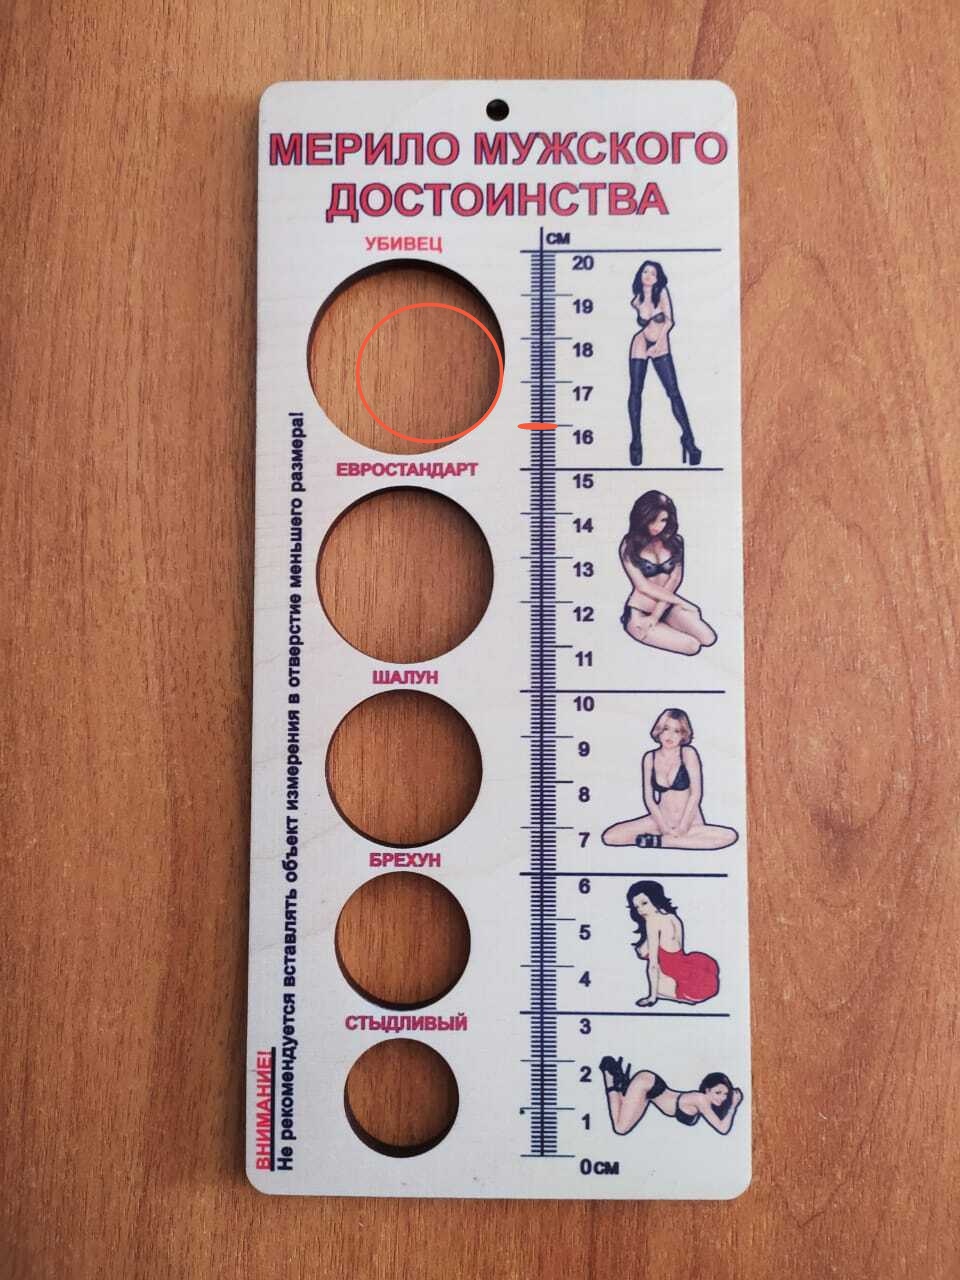 МЕРИЛО МУЖСКОГО
ДОСТОИНСТВА
УБИВЕЦ
ЕВРОСТАНДАРТ
ШАЛУН
БРЕХУН
СТЫДЛИВЫЙ
см
20
19
18
17
16
15
14
13
12
11
10
9
8
7
6
5
4
3
2
1
0 см
ВНИМАНИЕ!
Не рекомендуется вставлять объект измерения в отверстие меньшего размера!